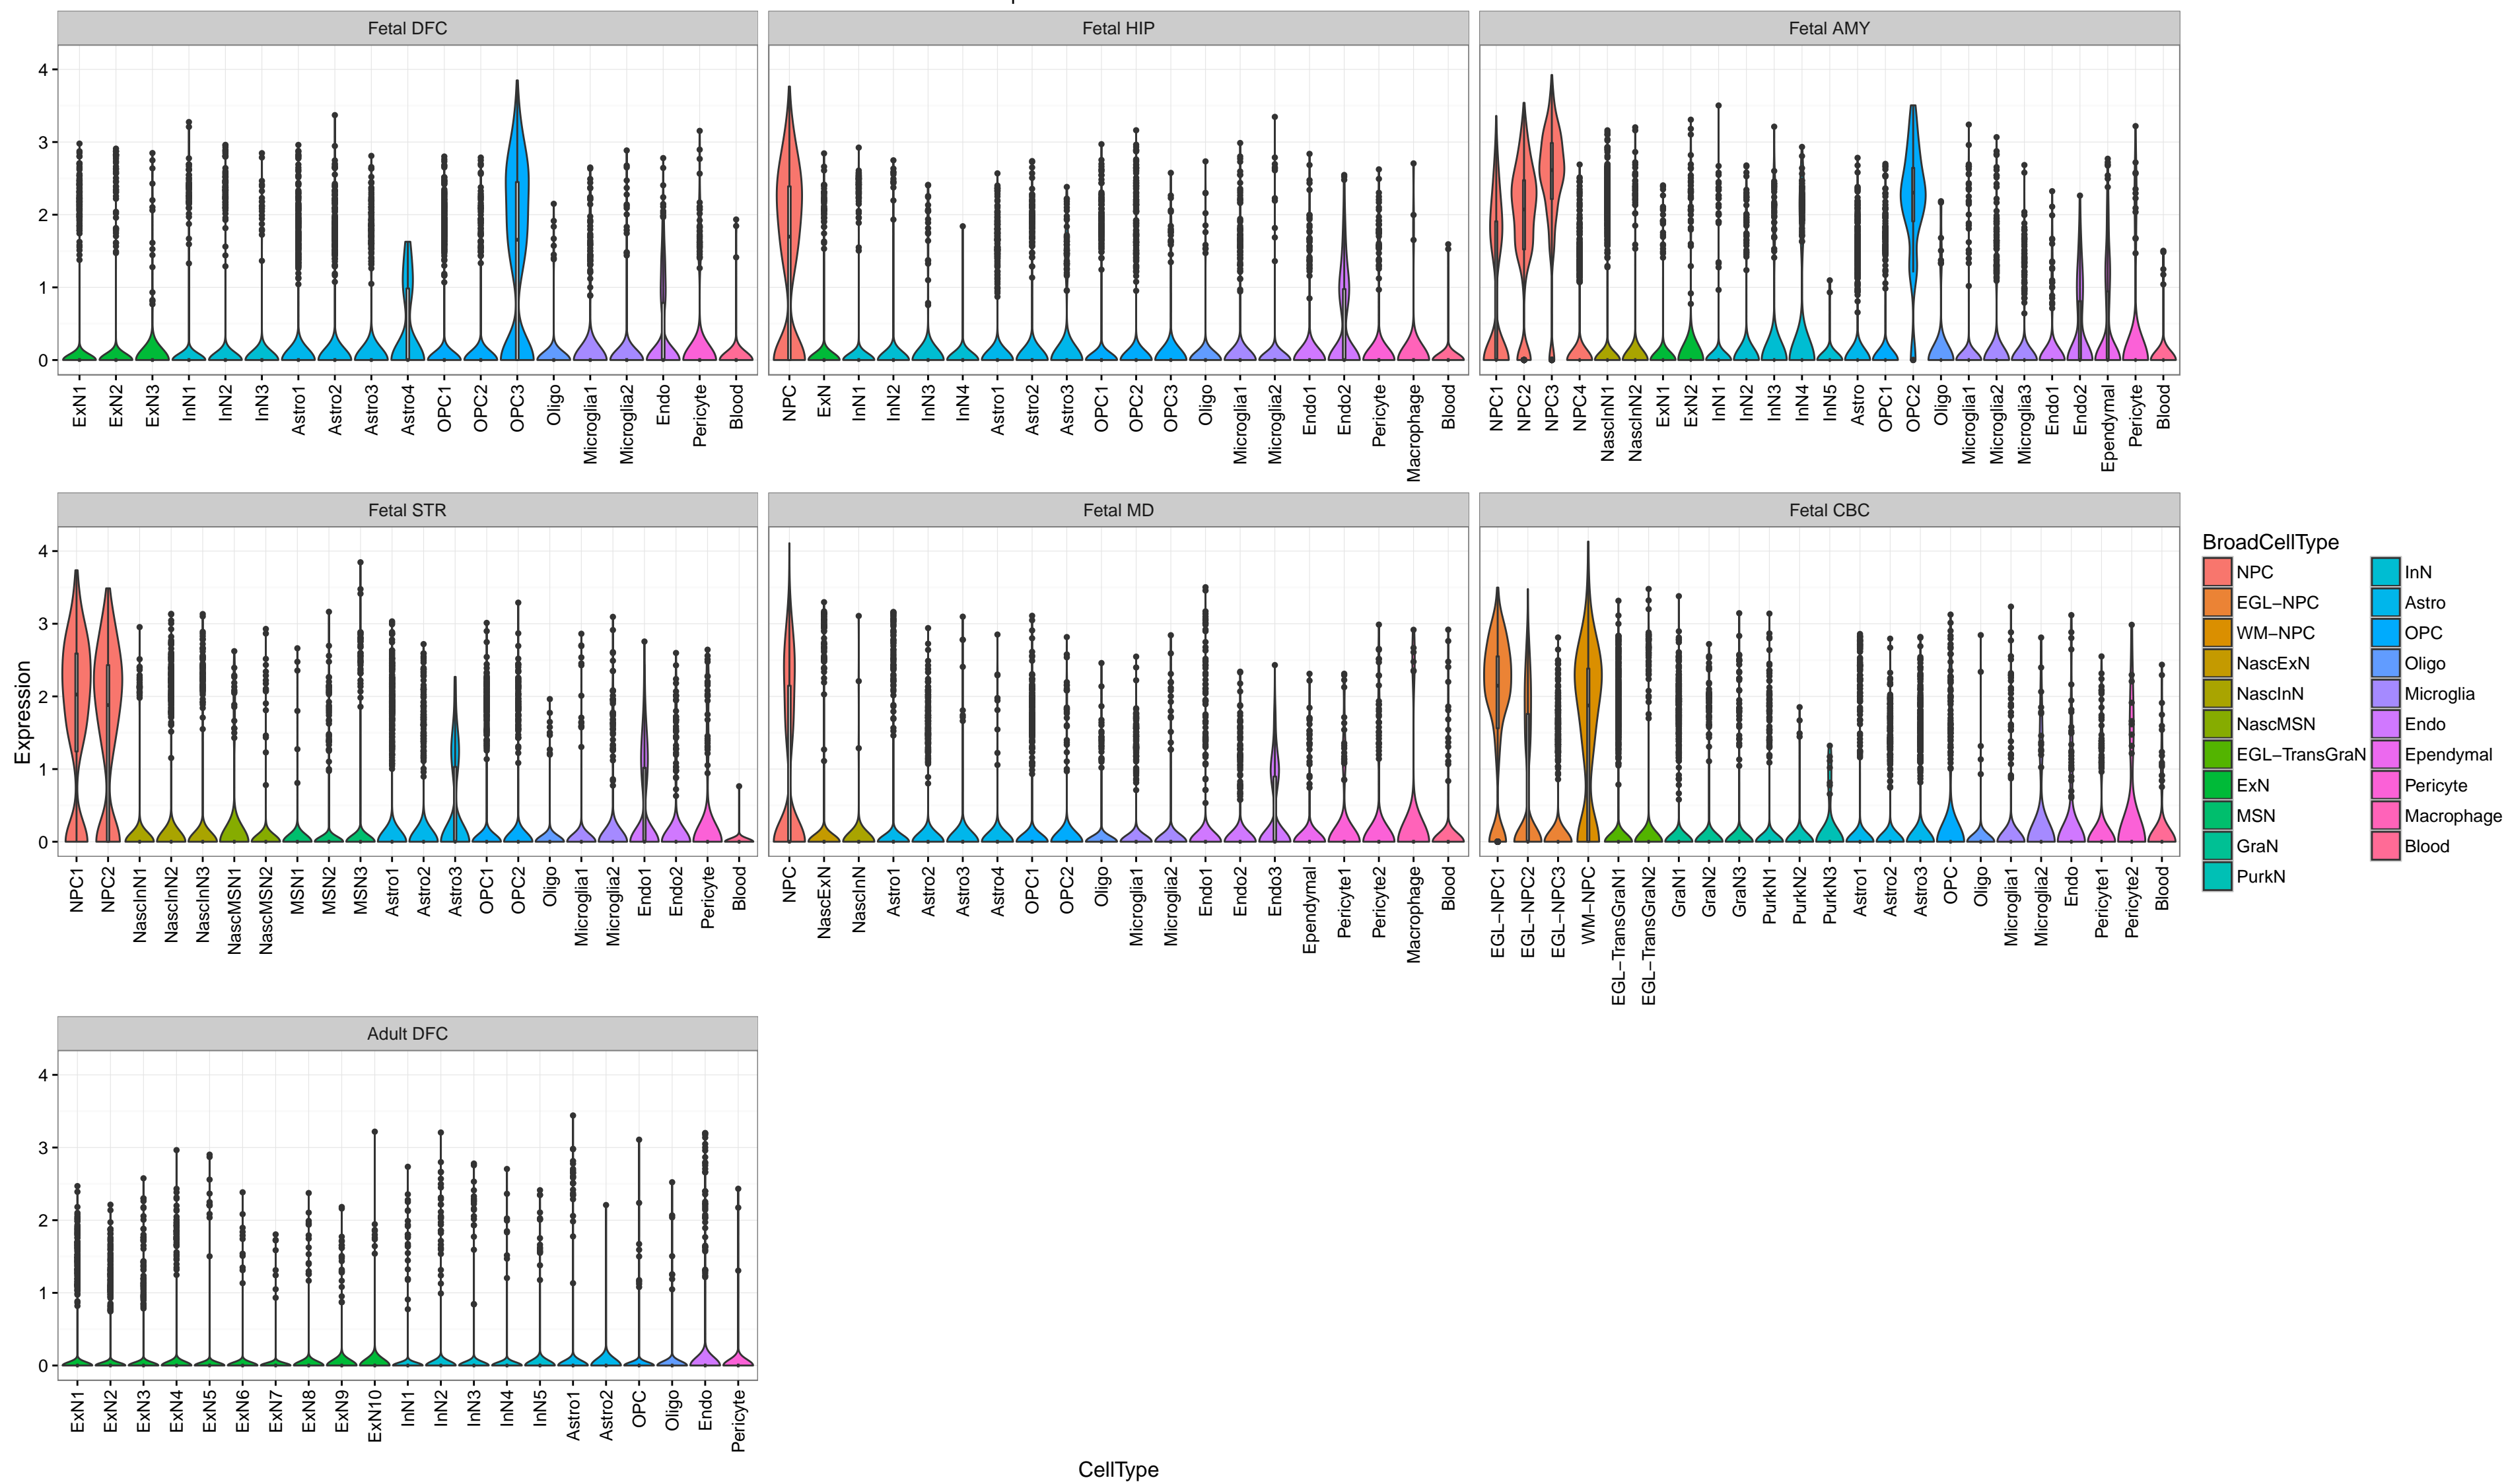 Fetal DFC
Fetal HIP
Fetal AMY
4
3
2
1
0
ExN1 ExN2 ExN3 InN1 InN2 InN3 Astro1 Astro2 Astro3 Astro4 OPC1 OPC2 OPC3 Oligo Microglia1 Microglia2 Endo Pericyte Blood
NPC ExN InN1 InN2 InN3 InN4 Astro1 Astro2 Astro3 OPC1 OPC2 OPC3 Oligo Microglia1 Microglia2 Endo1 Endo2 Pericyte Macrophage Blood
NPC1 NPC2 NPC3 NPC4 NascInN1 NascInN2 ExN1 ExN2 InN1 InN2 InN3 InN4 InN5 Astro OPC1 OPC2 Oligo Microglia1 Microglia2 Microglia3 Endo1 Endo2 Ependymal Pericyte Blood
Fetal STR
Fetal MD
Fetal CBC
4
3
2
1
0
Expression
NPC1 NPC2 NascInN1 NascInN2 NascInN3 NascMSN1 NascMSN2 MSN1 MSN2 MSN3 Astro1 Astro2 Astro3 OPC1 OPC2 Oligo Microglia1 Microglia2 Endo1 Endo2 Pericyte Blood
NPC NascExN NascInN Astro1 Astro2 Astro3 Astro4 OPC1 OPC2 Oligo Microglia1 Microglia2 Endo1 Endo2 Endo3 Ependymal Pericyte1 Pericyte2 Macrophage Blood
EGL−NPC1 EGL−NPC2 EGL−NPC3 WM−NPC EGL−TransGraN1 EGL−TransGraN2 GraN1 GraN2 GraN3 PurkN1 PurkN2 PurkN3 Astro1 Astro2 Astro3 OPC Oligo Microglia1 Microglia2 Endo Pericyte1 Pericyte2 Blood
BroadCellType
NPC
EGL−NPC
WM−NPC
NascExN
NascInN
NascMSN
EGL−TransGraN
ExN
MSN
GraN
PurkN
InN
Astro
OPC
Oligo
Microglia
Endo
Ependymal
Pericyte
Macrophage
Blood
Adult DFC
4
3
2
1
0
ExN1 ExN2 ExN3 ExN4 ExN5 ExN6 ExN7 ExN8 ExN9 ExN10 InN1 InN2 InN3 InN4 InN5 Astro1 Astro2 OPC Oligo Endo Pericyte
CellType